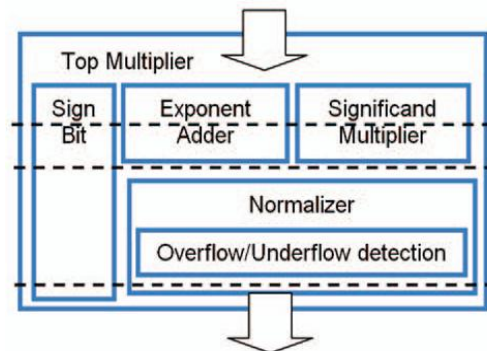 Top Multiplier
Sign
Bit
Exponent
Adder
Significand
Multiplier
Normalizer
Overflow/Underflow detection